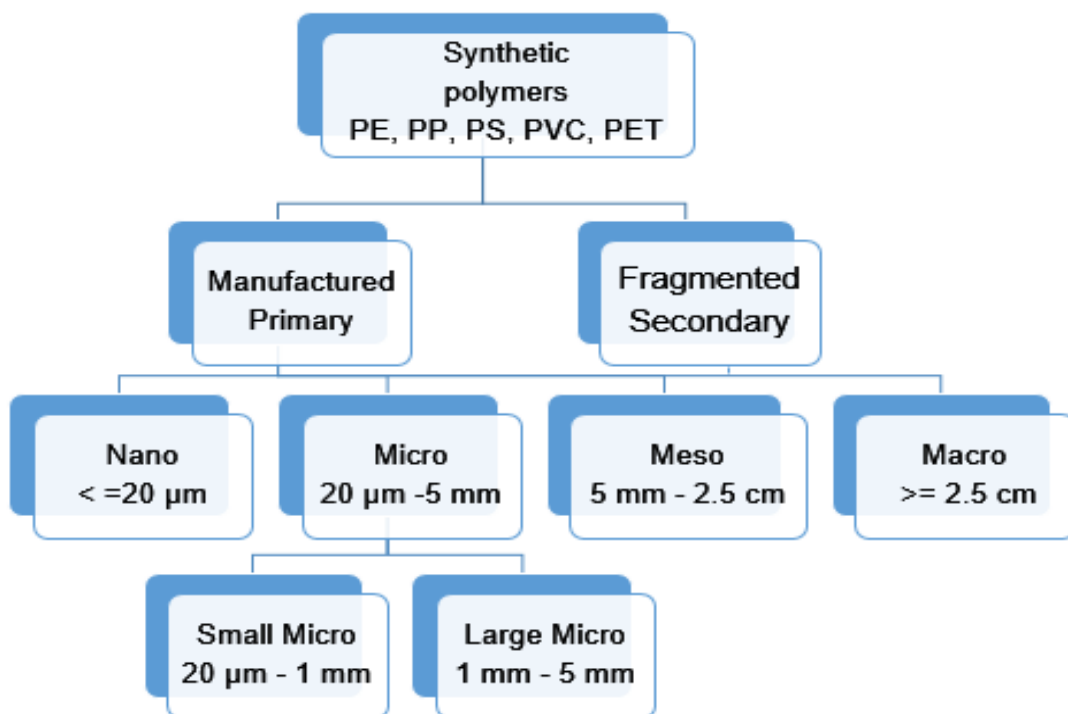 Synthetic
polymers
PE, PP, PS, PVC, PET
Manufactured
Primary
Fragmented
Secondary
Nano
< =20 µm
Micro
20 µm -5 mm
Meso
5 mm - 2.5 cm
Macro
>= 2.5 cm
Small Micro
20 µm - 1 mm
Large Micro
1 mm - 5 mm